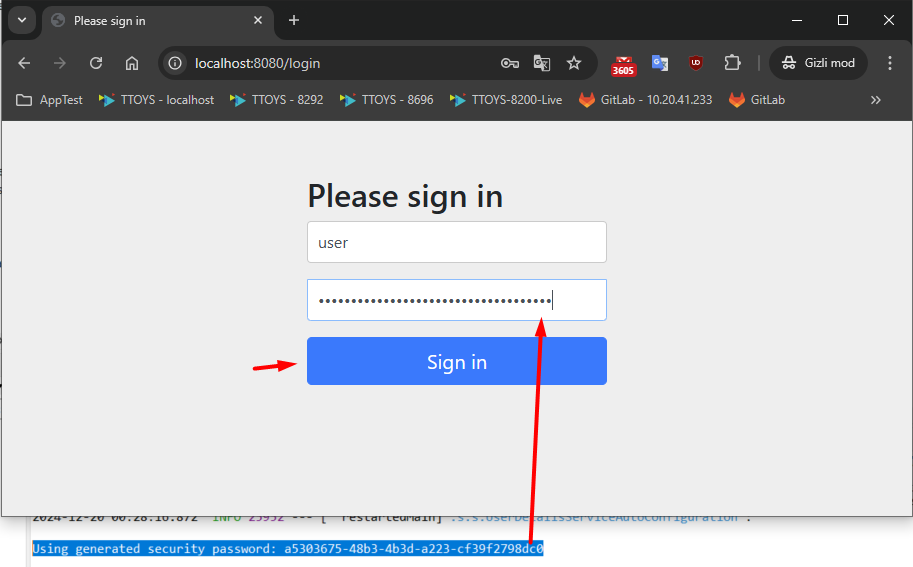 Please sign in
localhost:8080/login
3605
Gizli mod
AppTest
TTOYS - localhost
TTOYS - 8292
TTOYS - 8696
TTOYS-8200-Live
GitLab - 10.20.41.233
GitLab
Please sign in
user
Sign in
2024-12-20 00:28:16.872 INFO 23952 --- [ restartedMain] .s.s.UserDetailsServiceAutoConfiguration :
Using generated security password: a5303675-48b3-4b3d-a223-cf39f2798dc0